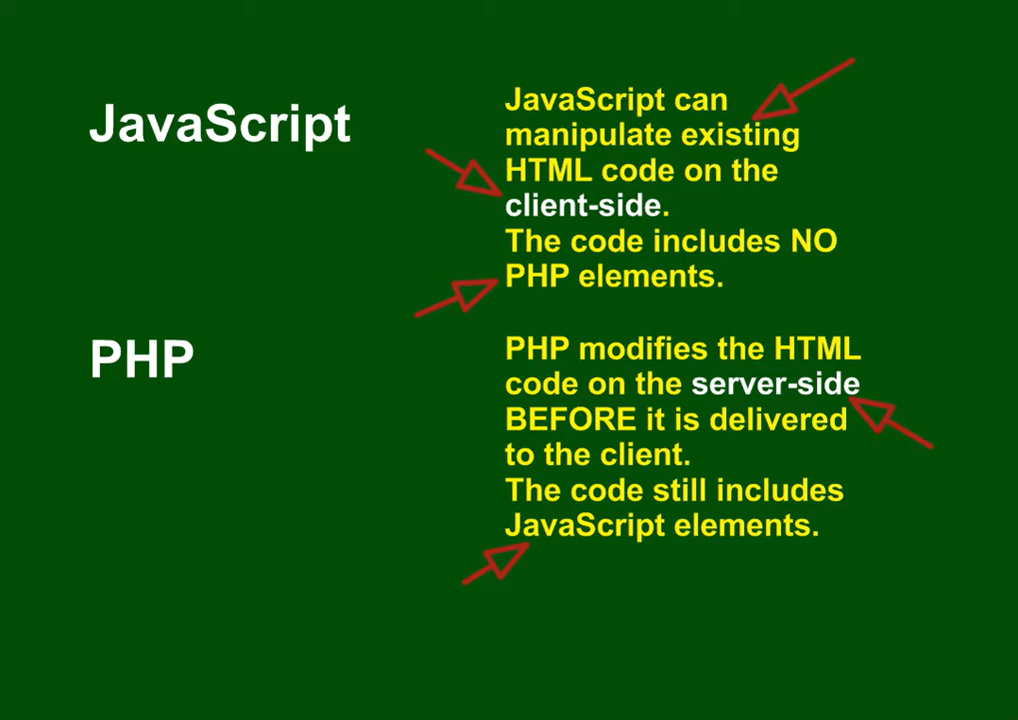 JavaScript
JavaScript can
manipulate existing
HTML code on the
client-side.
The code includes NO
PHP elements.
PHP
PHP modifies the HTML
code on the server-side
BEFORE it is delivered
to the client.
The code still includes
JavaScript elements.